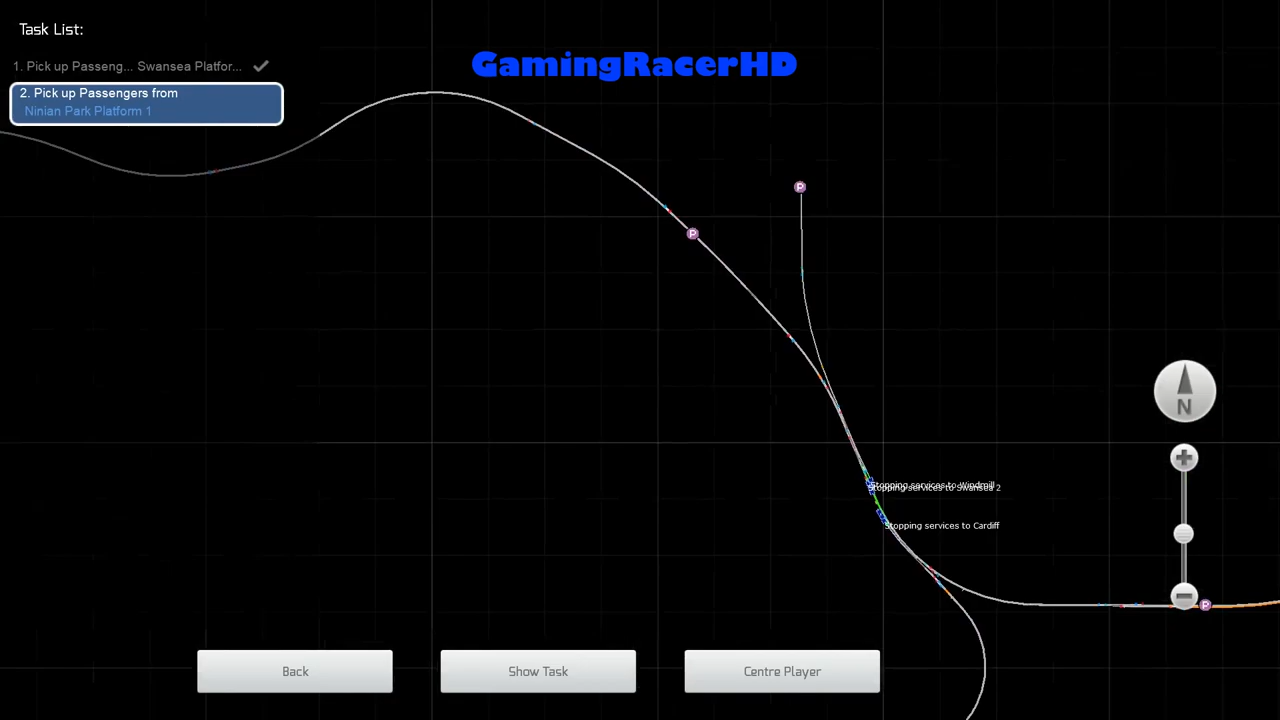 Task List:
GamingRacerHD
1. Pick up Passeng... Swansea Platfor...
2. Pick up Passengers from
Ninian Park Platform 1
P
P
N
Stopping services to Windmill
Stopping services to Swansea 2
Stopping services to Cardiff
P
Back
Show Task
Centre Player